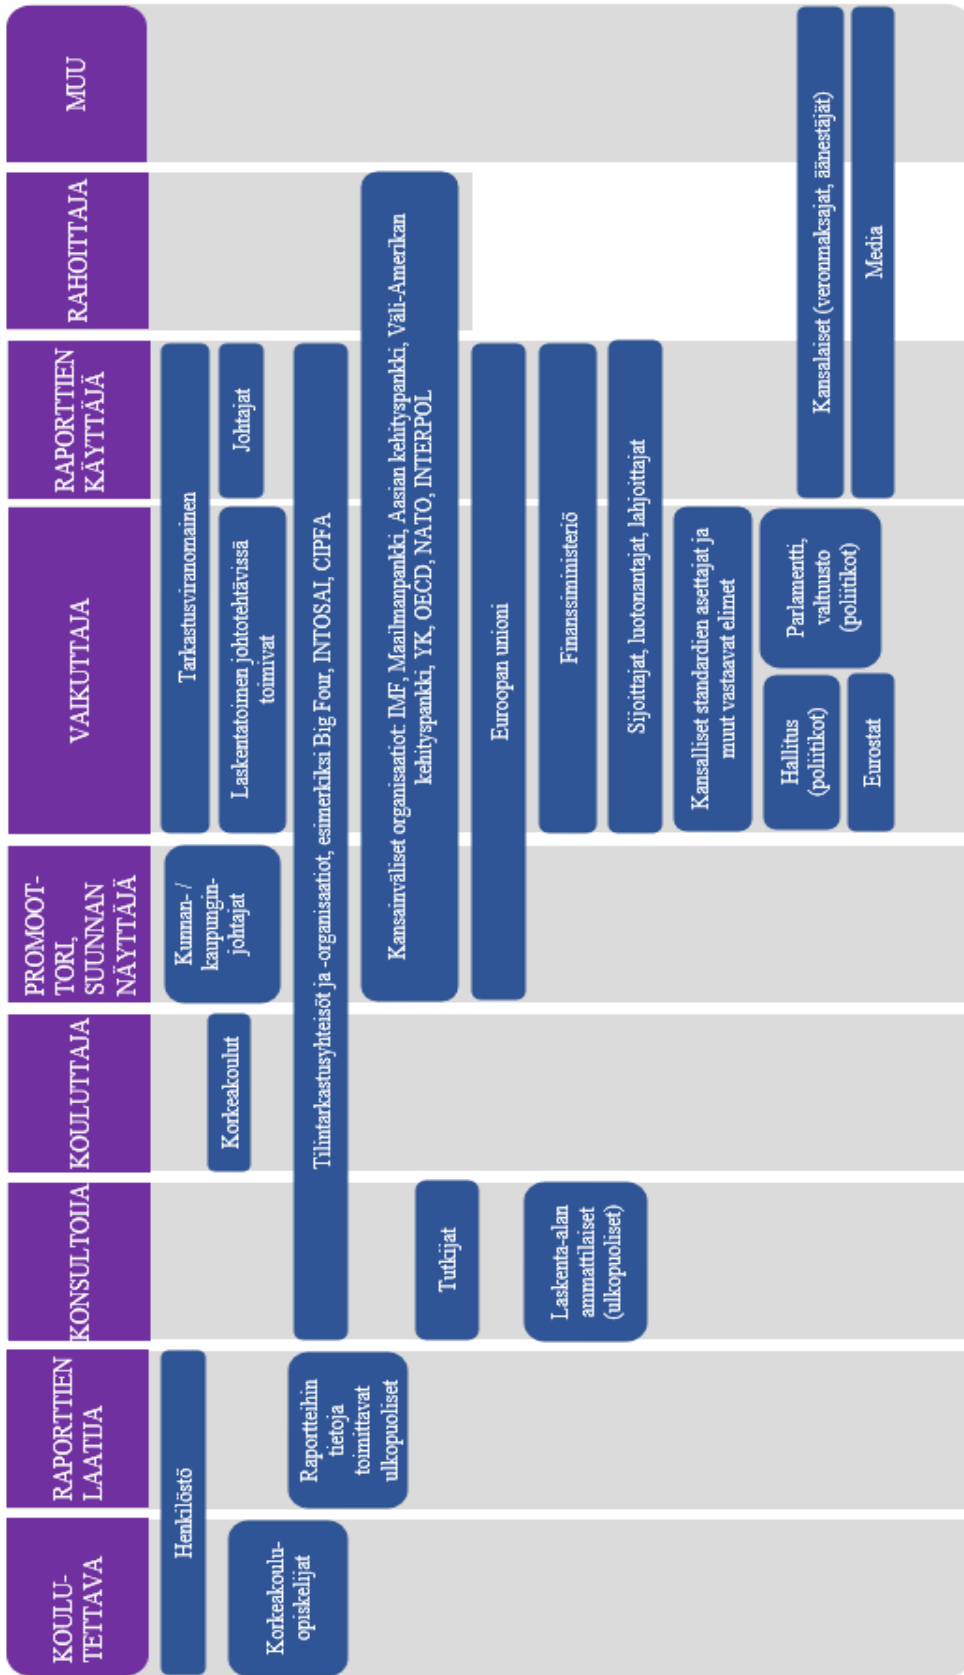 KOULU-
TETTAVA
RAPORTTIEN
LAATIJA
KONSULTOIJA
KOULUTTAJA
PROMOOT-
TORI,
SUUNNAN
NÄYTTÄJÄ
VAIKUTTAJA
RAPORTTIEN
KÄYTTÄJÄ
RAHOITTAJA
MUU
Henkilöstö
Kunnan-/
kaupungin-
johtajat
Tarkastusviranomainen
Korkeakoulu-
opiskelijat
Korkeakoulut
Laskentatoimen johtotehtävissä
toimivat
Johtajat
Raportteihin
tietoja
toimittavat
ulkopuoliset
Tilintarkastusyhteisöt ja -organisaatiot, esimerkiksi Big Four, INTOSAI, CIPFA
Kansainväliset organisaatiot: IMF, Maailmanpankki, Aasian kehityspankki, Väli-Amerikan
kehityspankki, YK, OECD, NATO, INTERPOL
Tutkijat
Euroopan unioni
Laskenta-alan
ammattilaiset
(ulkopuoliset)
Finanssiministeriö
Sijoittajat, luotonantajat, lahjoittajat
Kansalliset standardien asettajat ja
muut vastaavat elimet
Hallitus
(poliitikot)
Parlamentti,
valtuusto
(poliitikot)
Kansalaiset (veronmaksajat, äänestäjät)
Eurostat
Media